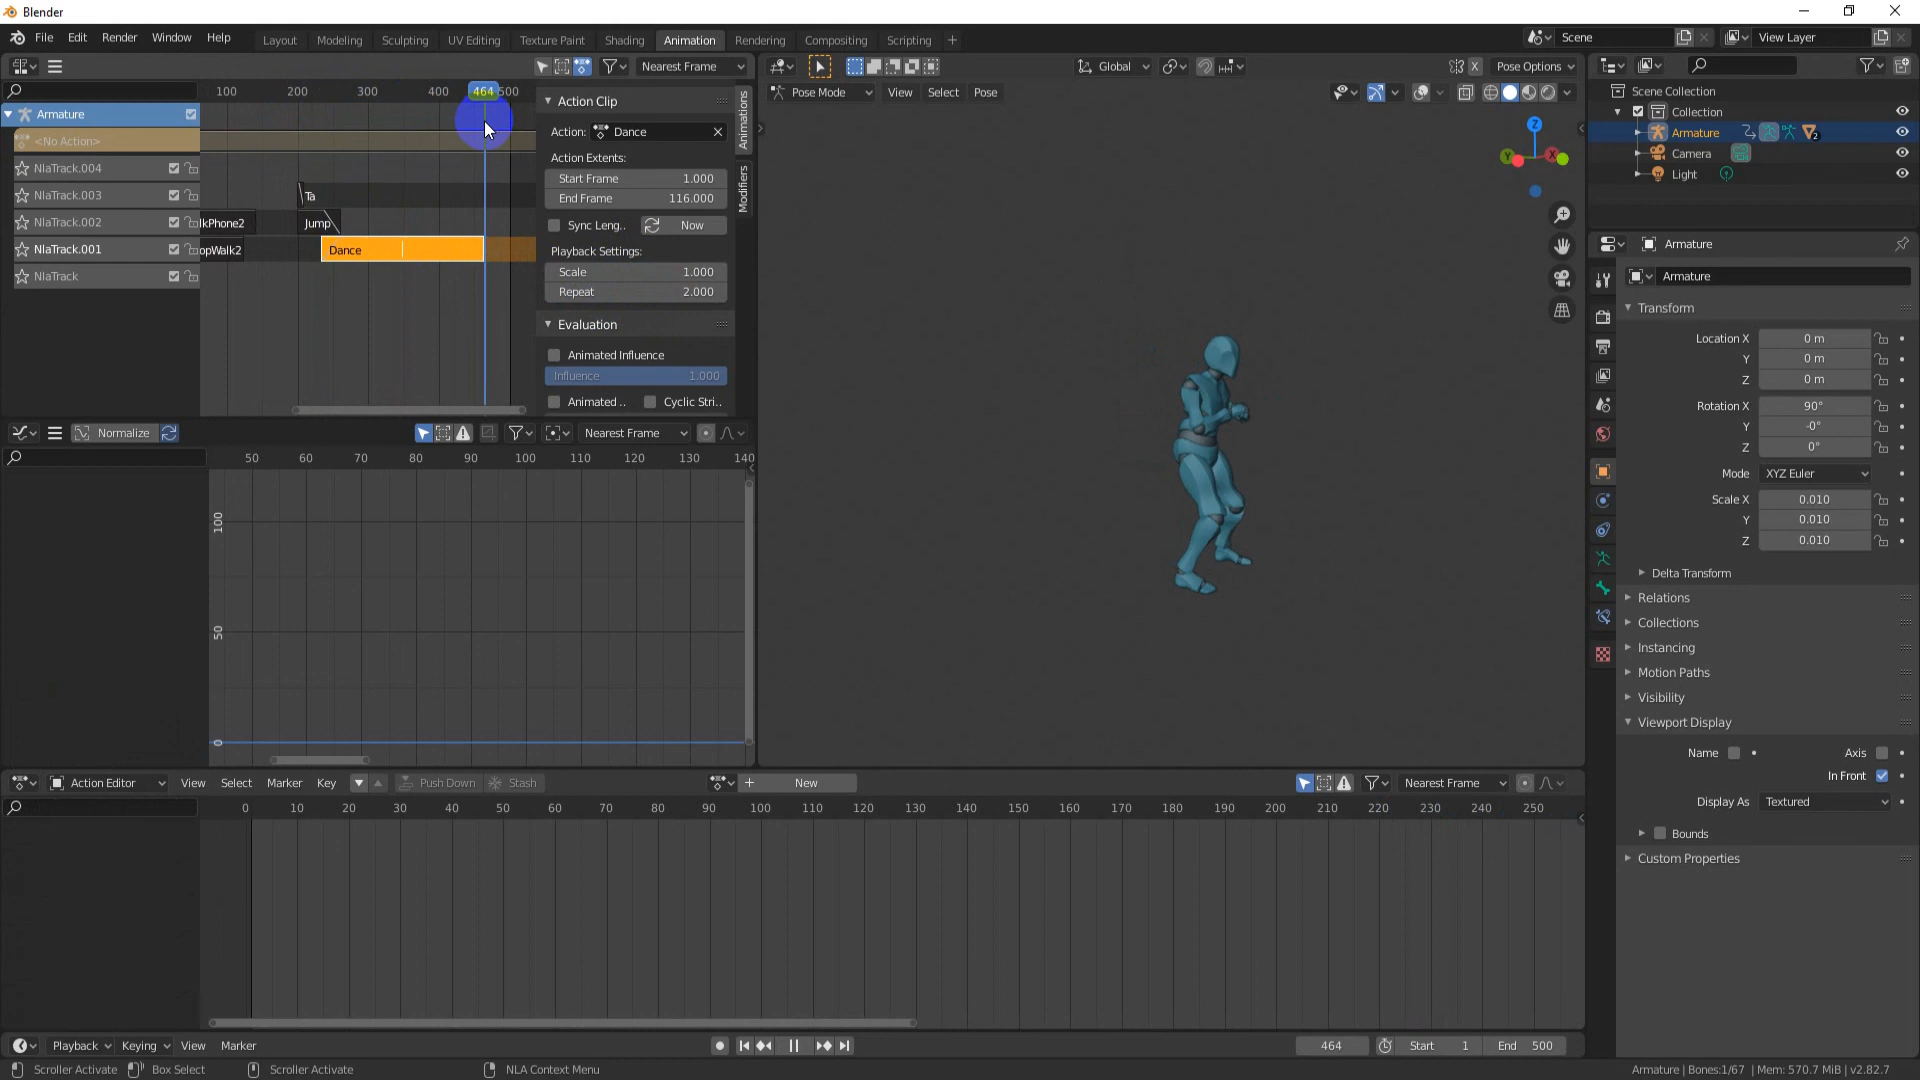 Blender
File Edit Render Window Help
Layout Modeling Sculpting UV Editing Texture Paint Shading Animation Rendering Compositing Scripting +
Scene
View Layer
Nearest Frame
Global
X
Pose Options
Pose Mode View Select Pose
100 200 300 400 464 500
Armature
<No Action>
NlaTrack.004
NlaTrack.003
Ta
NlaTrack.002
lkPhone2
Jump
NlaTrack.001
opWalk2
Dance
NlaTrack
Action Clip
Action: Dance
Action Extents:
Start Frame 1.000
End Frame 116.000
Sync Leng.. Now
Playback Settings:
Scale 1.000
Repeat 2.000
Evaluation
Animated Influence
Influence 1.000
Animated .. Cyclic Stri..
Animations
Modifiers
Z
Y
X
Scene Collection
Collection
Armature 2
Camera
Light
Armature
Armature
Transform
Location X 0 m
Y 0 m
Z 0 m
Rotation X 90°
Y -0°
Z 0°
Mode XYZ Euler
Scale X 0.010
Y 0.010
Z 0.010
Delta Transform
Relations
Collections
Instancing
Motion Paths
Visibility
Viewport Display
Name Axis
In Front
Display As Textured
Bounds
Custom Properties
Normalize
Nearest Frame
50 60 70 80 90 100 110 120 130 140
100
50
0
Action Editor View Select Marker Key Push Down Stash
+ New
Nearest Frame
0 10 20 30 40 50 60 70 80 90 100 110 120 130 140 150 160 170 180 190 200 210 220 230 240 250
Playback Keying View Marker
464 Start 1 End 500
Scroller Activate Box Select Scroller Activate NLA Context Menu
Armature | Bones:1/67 | Mem: 570.7 MiB | v2.82.7